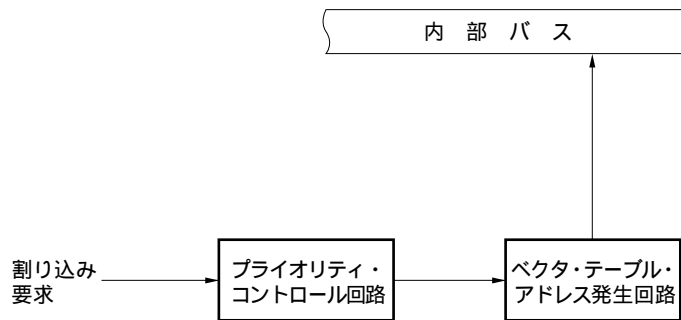 内 部 バ ス
割り込み
要求
プライオリティ・
コントロール回路
ベクタ・テーブル・
アドレス発生回路